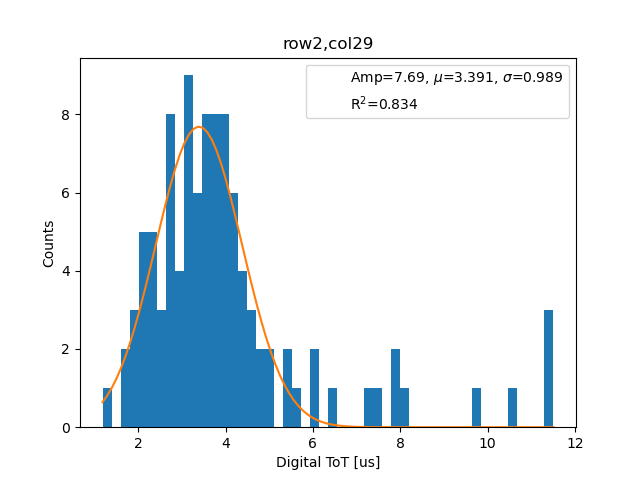 row2,col29
Amp=7.69, μ=3.391, σ=0.989
R²=0.834
Counts
8
6
4
2
0
2 4 6 8 10 12
Digital ToT [us]